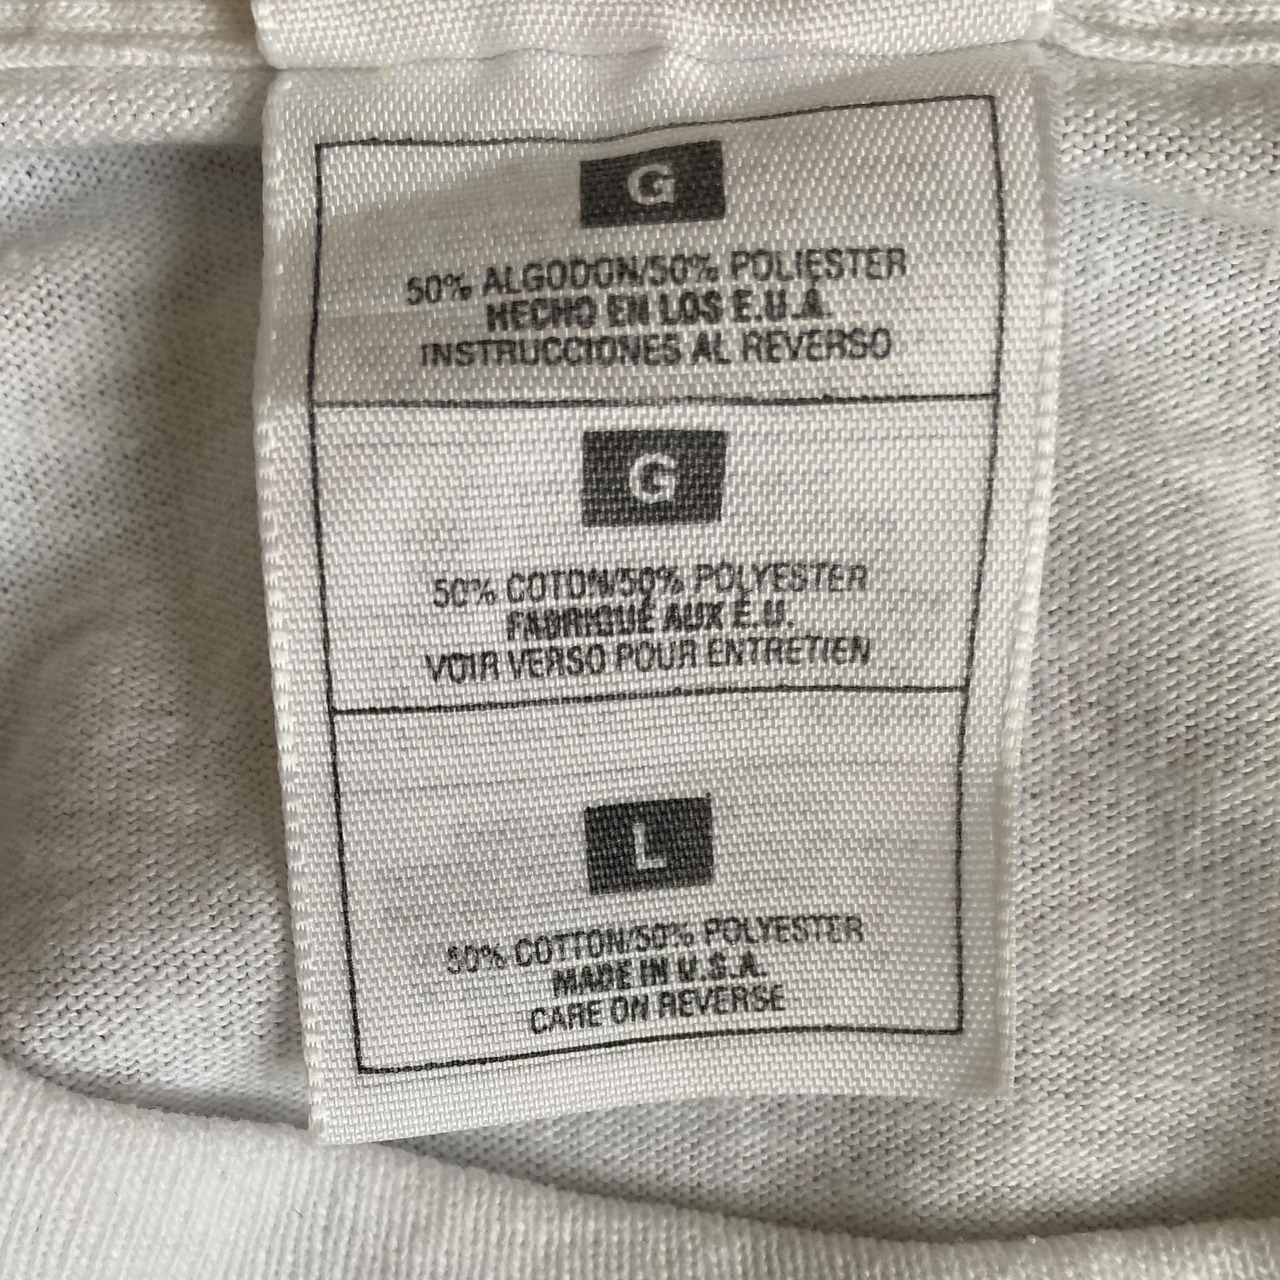 G
50% ALGODON/50% POLIESTER
HECHO EN LOS E.U.A.
INSTRUCCIONES AL REVERSO
G
50% COTON/50% POLYESTER
FABRIQUÉ AUX É.U.
VOIR VERSO POUR ENTRETIEN
L
50% COTTON/50% POLYESTER
MADE IN U.S.A.
CARE ON REVERSE